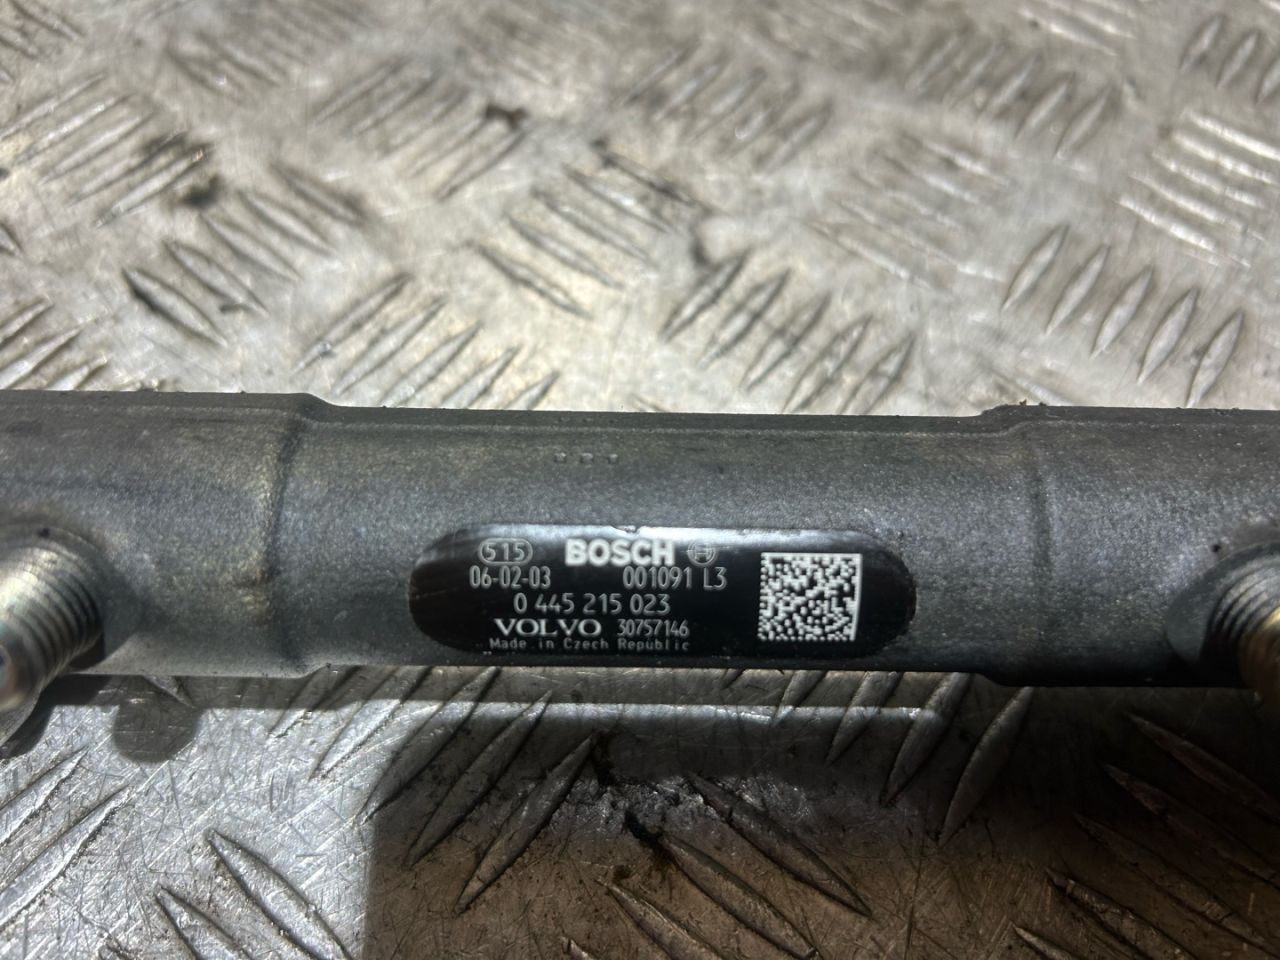 515 BOSCH
06-02-03 001091 L3
0 445 215 023
VOLVO 30757146
Made in Czech Republic